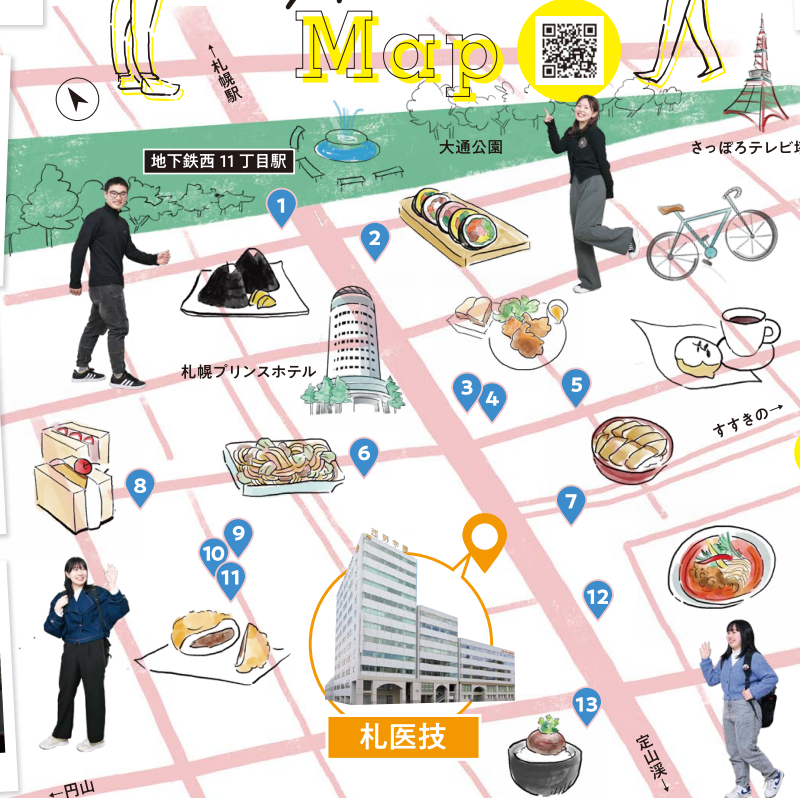 Map
↑札幌駅
地下鉄西11丁目駅
大通公園
さっぽろテレビ塔
1
2
札幌プリンスホテル
3
4
5
すすきの→
6
7
8
9
10
11
12
札医技
13
定山渓→
←円山